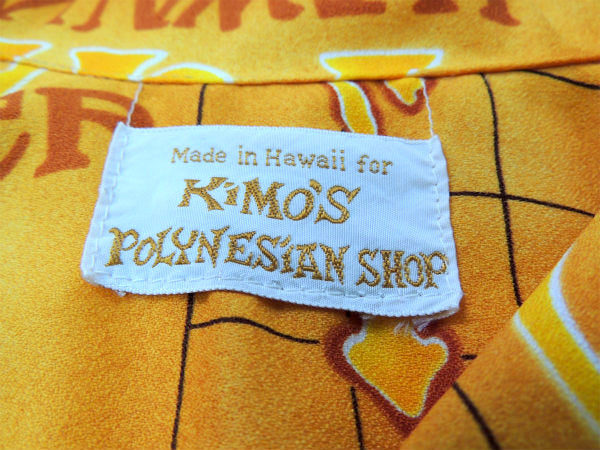 Made in Hawaii for
KiMO'S
POLYNESiAN SHOP